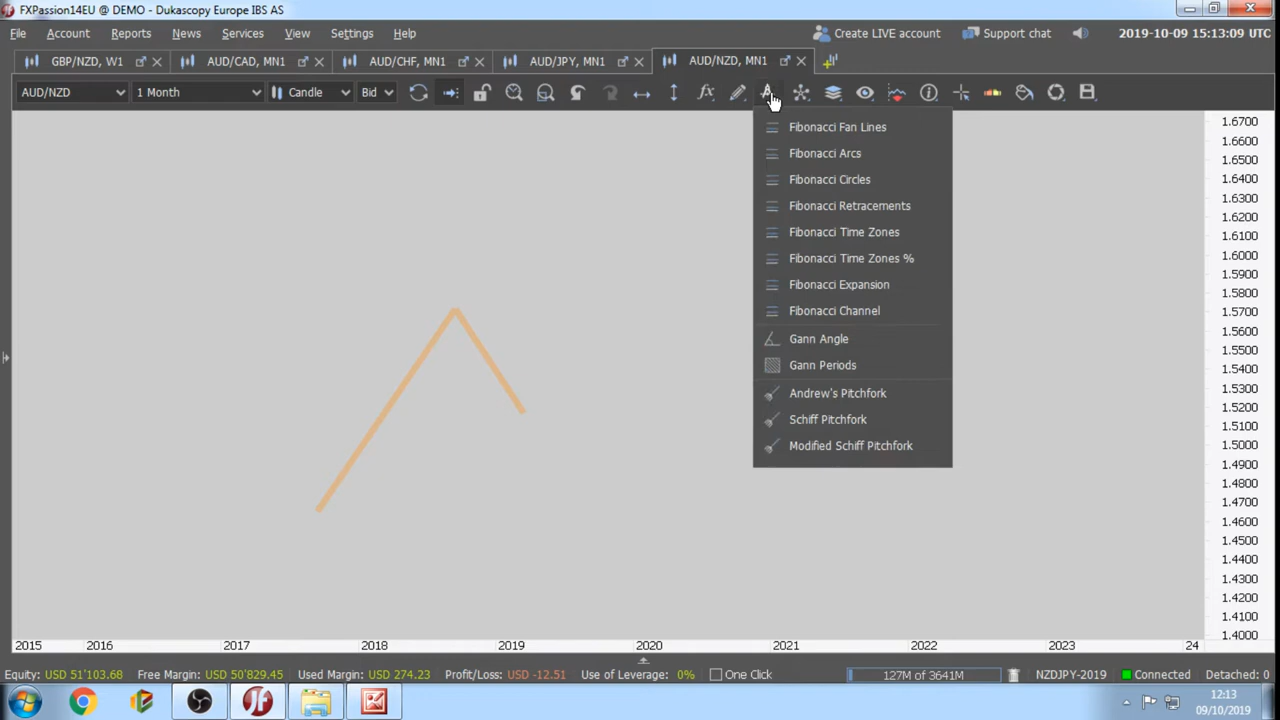 FXPassion14EU @ DEMO - Dukascopy Europe IBS AS
File Account Reports News Services View Settings Help
Create LIVE account Support chat 2019-10-09 15:13:09 UTC
GBP/NZD, W1 AUD/CAD, MN1 AUD/CHF, MN1 AUD/JPY, MN1 AUD/NZD, MN1
AUD/NZD 1 Month Candle Bid
Fibonacci Fan Lines
Fibonacci Arcs
Fibonacci Circles
Fibonacci Retracements
Fibonacci Time Zones
Fibonacci Time Zones %
Fibonacci Expansion
Fibonacci Channel
Gann Angle
Gann Periods
Andrew's Pitchfork
Schiff Pitchfork
Modified Schiff Pitchfork
1.6700
1.6600
1.6500
1.6400
1.6300
1.6200
1.6100
1.6000
1.5900
1.5800
1.5700
1.5600
1.5500
1.5400
1.5300
1.5200
1.5100
1.5000
1.4900
1.4800
1.4700
1.4600
1.4500
1.4400
1.4300
1.4200
1.4100
1.4000
2015 2016 2017 2018 2019 2020 2021 2022 2023 24
Equity: USD 51'103.68 Free Margin: USD 50'829.45 Used Margin: USD 274.23 Profit/Loss: USD -12.51 Use of Leverage: 0% One Click 127M of 3641M NZDJPY-2019 Connected Detached: 0
12:13
09/10/2019